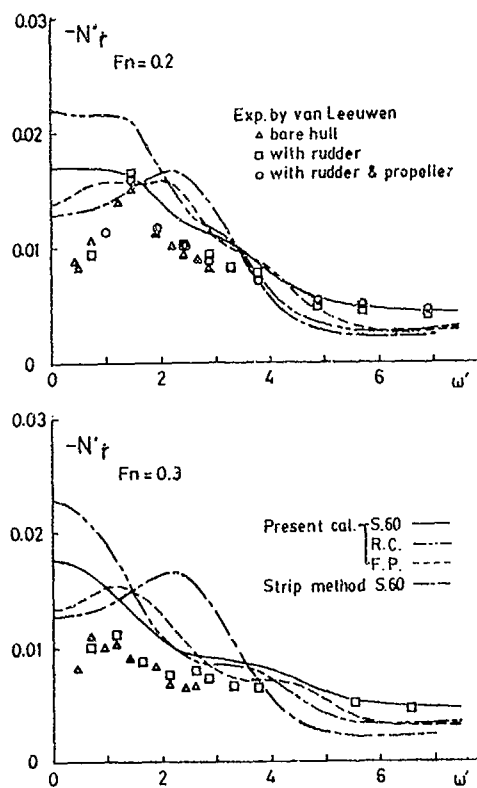 0.03
-N'ṙ
Fn=0.2
Exp. by van Leeuwen
△ bare hull
□ with rudder
○ with rudder & propeller
0.02
0.01
0
0 2 4 6 ω'
0.03
-N'ṙ
Fn=0.3
Present cal. S.60
R.C.
F.P.
Strip method S.60
0.02
0.01
0
0 2 4 6 ω'